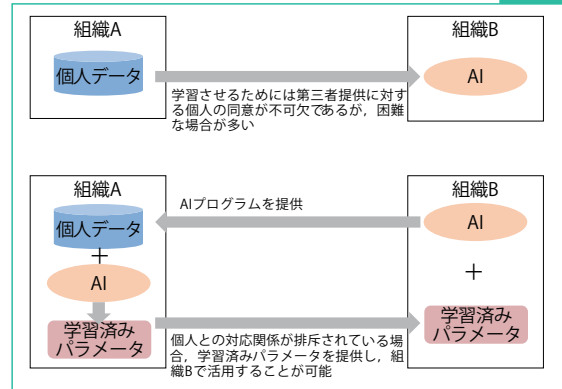 組織A
組織B
個人データ
AI
学習させるためには第三者提供に対
する個人の同意が不可欠であるが，困難
な場合が多い
組織A
組織B
AIプログラムを提供
個人データ
AI
+
+
AI
学習済み
パラメータ
学習済み
パラメータ
個人との対応関係が排斥されている場
合，学習済みパラメータを提供し，組
織Bで活用することが可能